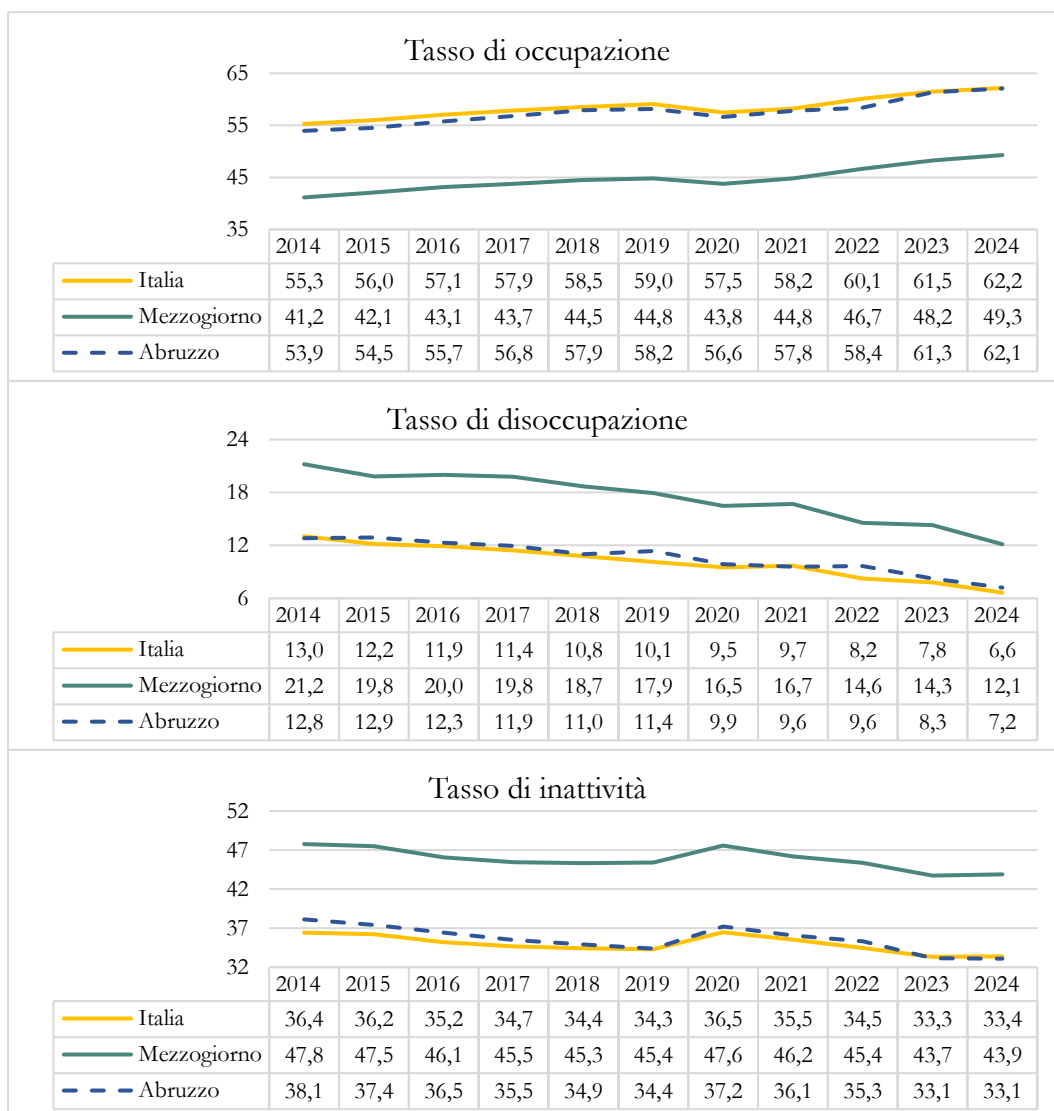 Tasso di occupazione
65
55
45
35
2014 2015 2016 2017 2018 2019 2020 2021 2022 2023 2024
Italia 55,3 56,0 57,1 57,9 58,5 59,0 57,5 58,2 60,1 61,5 62,2
Mezzogiorno 41,2 42,1 43,1 43,7 44,5 44,8 43,8 44,8 46,7 48,2 49,3
Abruzzo 53,9 54,5 55,7 56,8 57,9 58,2 56,6 57,8 58,4 61,3 62,1
Tasso di disoccupazione
24
18
12
6
2014 2015 2016 2017 2018 2019 2020 2021 2022 2023 2024
Italia 13,0 12,2 11,9 11,4 10,8 10,1 9,5 9,7 8,2 7,8 6,6
Mezzogiorno 21,2 19,8 20,0 19,8 18,7 17,9 16,5 16,7 14,6 14,3 12,1
Abruzzo 12,8 12,9 12,3 11,9 11,0 11,4 9,9 9,6 9,6 8,3 7,2
Tasso di inattività
52
47
42
37
32
2014 2015 2016 2017 2018 2019 2020 2021 2022 2023 2024
Italia 36,4 36,2 35,2 34,7 34,4 34,3 36,5 35,5 34,5 33,3 33,4
Mezzogiorno 47,8 47,5 46,1 45,5 45,3 45,4 47,6 46,2 45,4 43,7 43,9
Abruzzo 38,1 37,4 36,5 35,5 34,9 34,4 37,2 36,1 35,3 33,1 33,1